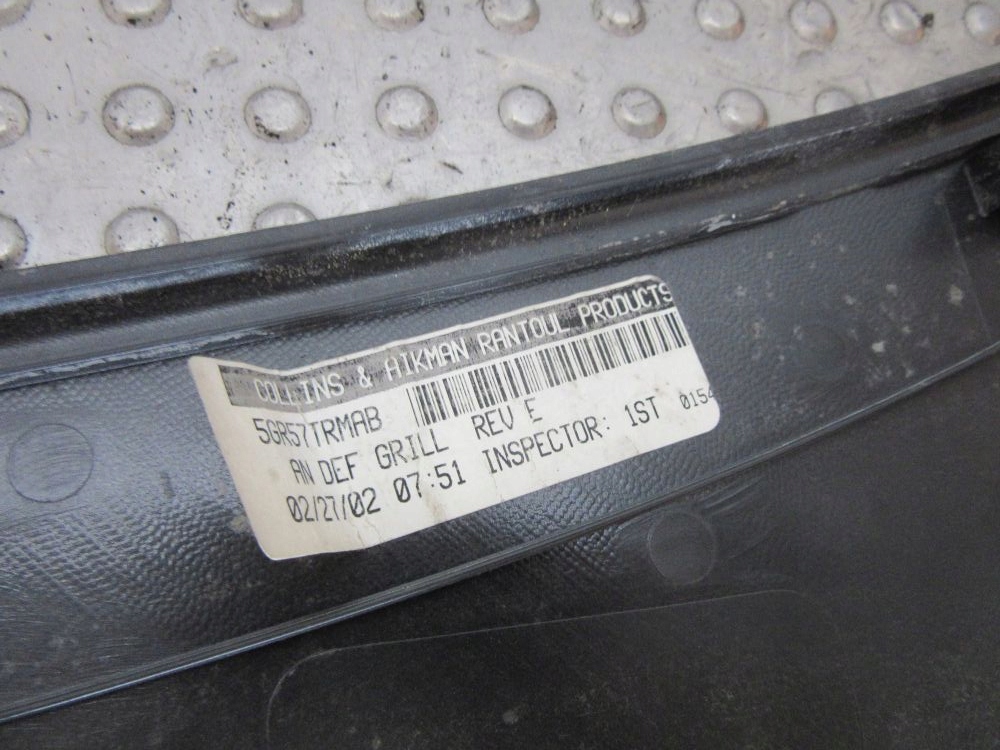 COLLINS & AIKMAN RANTOUL PRODUCTS
5GR57TRMAB
AN DEF GRILL REV E
02/27/02 07:51 INSPECTOR: 1ST 0154